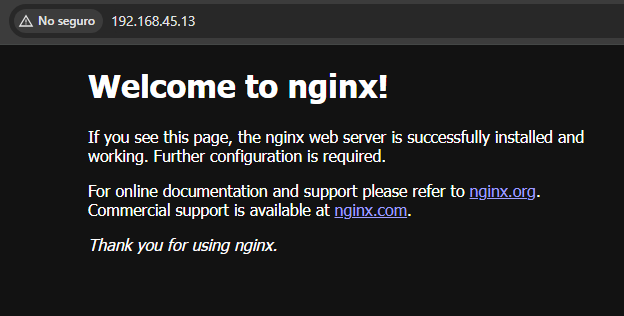 No seguro 192.168.45.13
Welcome to nginx!
If you see this page, the nginx web server is successfully installed and
working. Further configuration is required.
For online documentation and support please refer to nginx.org.
Commercial support is available at nginx.com.
Thank you for using nginx.